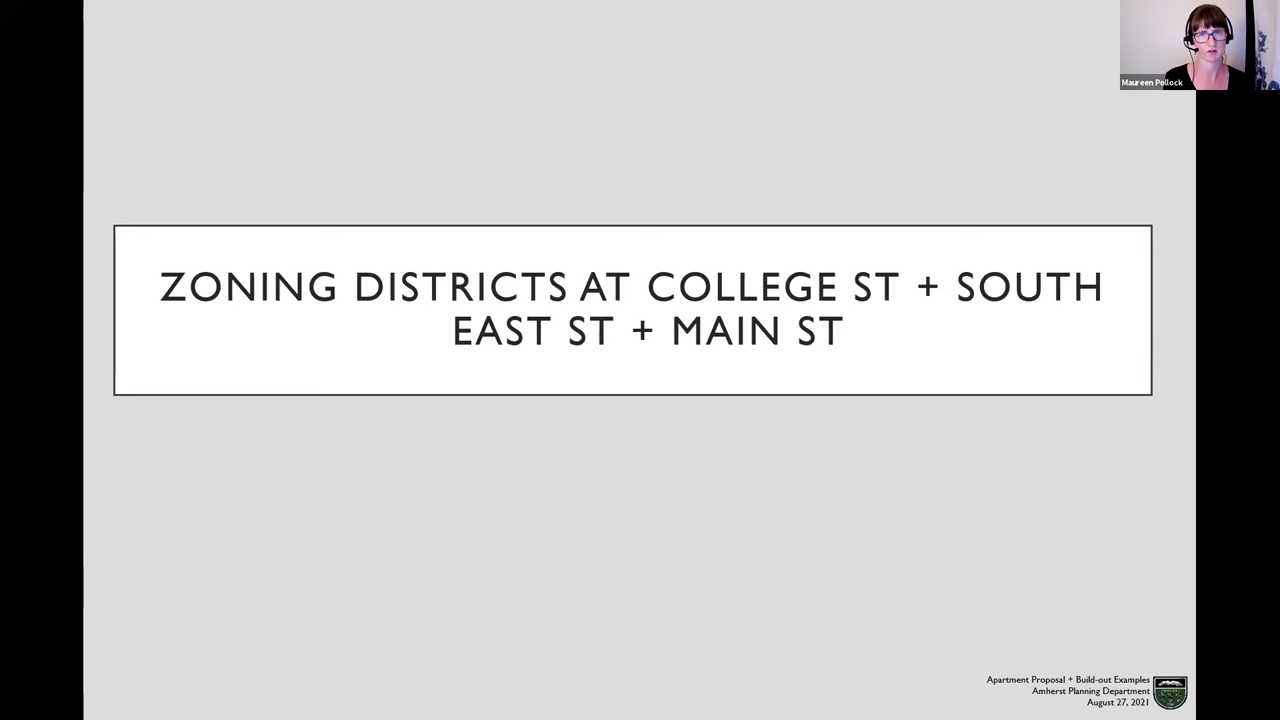 Maureen Pollock
ZONING DISTRICTS AT COLLEGE ST + SOUTH
EAST ST + MAIN ST
Apartment Proposal + Build-out Examples
Amherst Planning Department
August 27, 2021